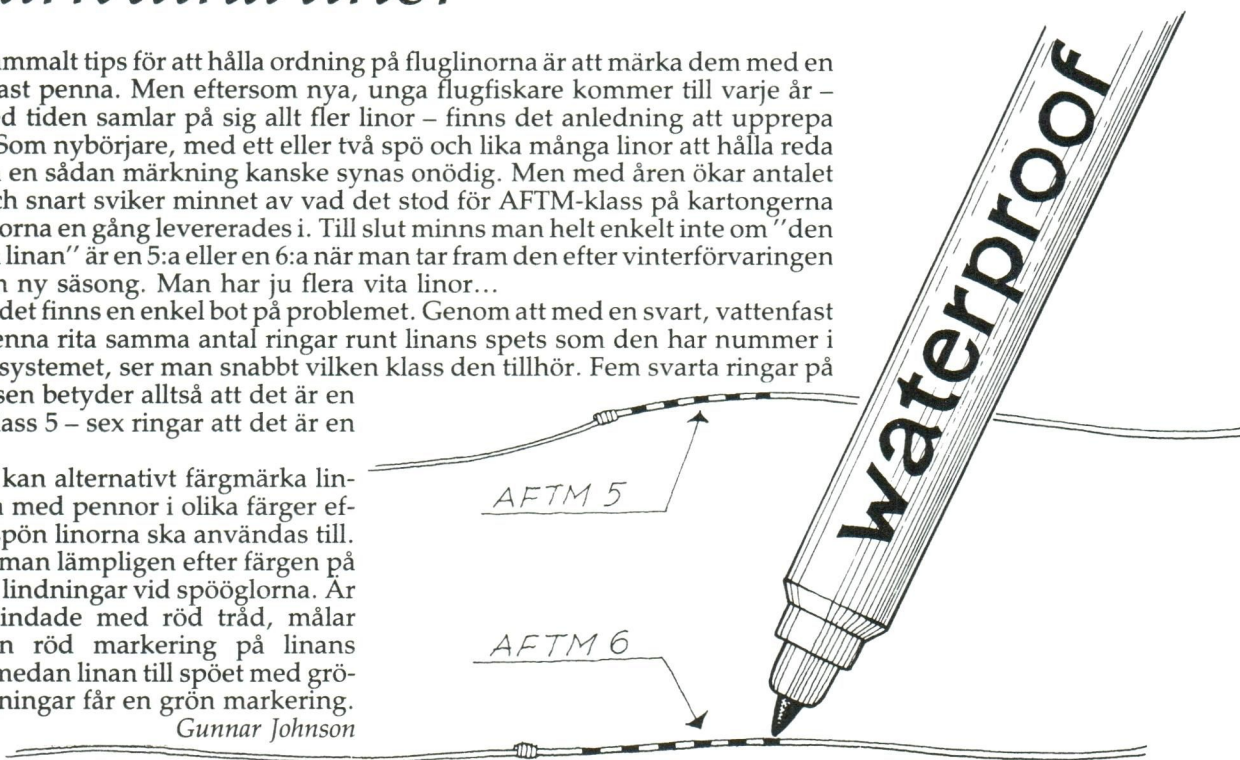 ammalt tips för att hålla ordning på fluglinorna är att märka dem med en
ast penna. Men eftersom nya, unga flugfiskare kommer till varje år –
d tiden samlar på sig allt fler linor – finns det anledning att upprepa
Som nybörjare, med ett eller två spö och lika många linor att hålla reda
en sådan märkning kanske synas onödig. Men med åren ökar antalet
ch snart sviker minnet av vad det stod för AFTM-klass på kartongerna
orna en gång levererades i. Till slut minns man helt enkelt inte om ”den
linan” är en 5:a eller en 6:a när man tar fram den efter vinterförvaringen
n ny säsong. Man har ju flera vita linor...
det finns en enkel bot på problemet. Genom att med en svart, vattenfast
enna rita samma antal ringar runt linans spets som den har nummer i
systemet, ser man snabbt vilken klass den tillhör. Fem svarta ringar på
sen betyder alltså att det är en
lass 5 – sex ringar att det är en
kan alternativt färgmärka lin-
a med pennor i olika färger ef-
spön linorna ska användas till.
man lämpligen efter färgen på
lindningar vid spööglorna. Är
indade med röd tråd, målar
n röd markering på linans
medan linan till spöet med grö-
ningar får en grön markering.
Gunnar Johnson
AFTM 5
AFTM 6
waterproof